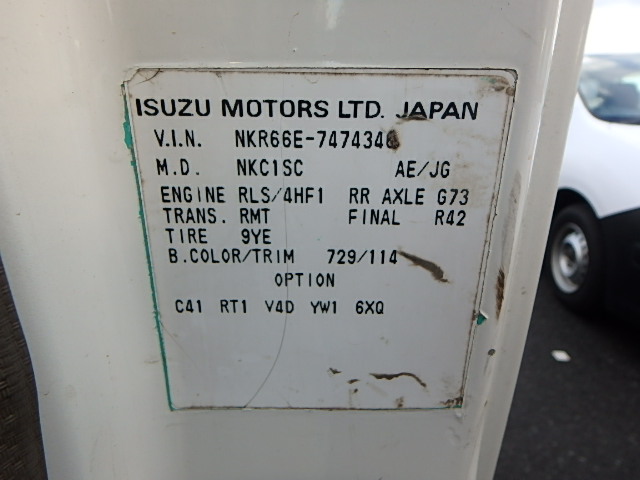 ISUZU MOTORS LTD. JAPAN
V.I.N. NKR66E-7474346
M.D. NKC1SC AE/JG
ENGINE RLS/4HF1 RR AXLE G73
TRANS. RMT FINAL R42
TIRE 9YE
B.COLOR/TRIM 729/114
OPTION
C41 RT1 V4D YW1 6XQ